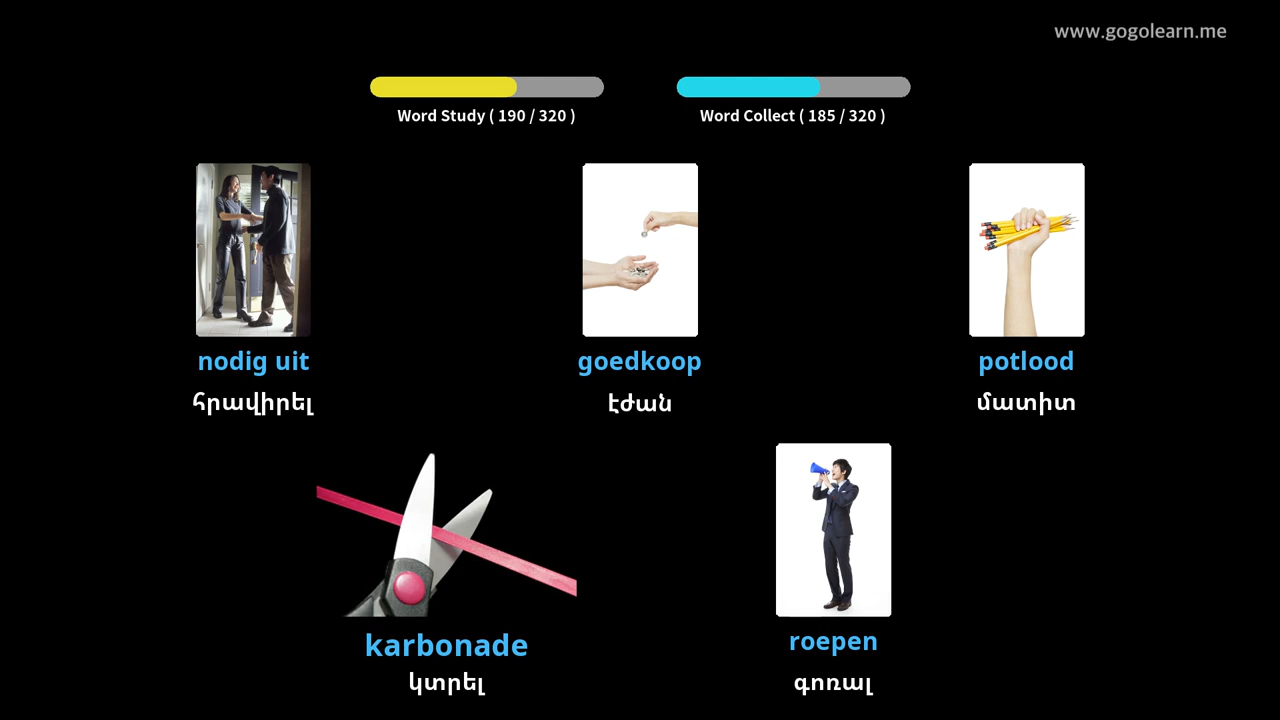 www.gogolearn.me
Word Study ( 190 / 320 )
Word Collect ( 185 / 320 )
nodig uit
հրավիրել
goedkoop
էժան
potlood
մատիտ
karbonade
կտրել
roepen
գոռալ